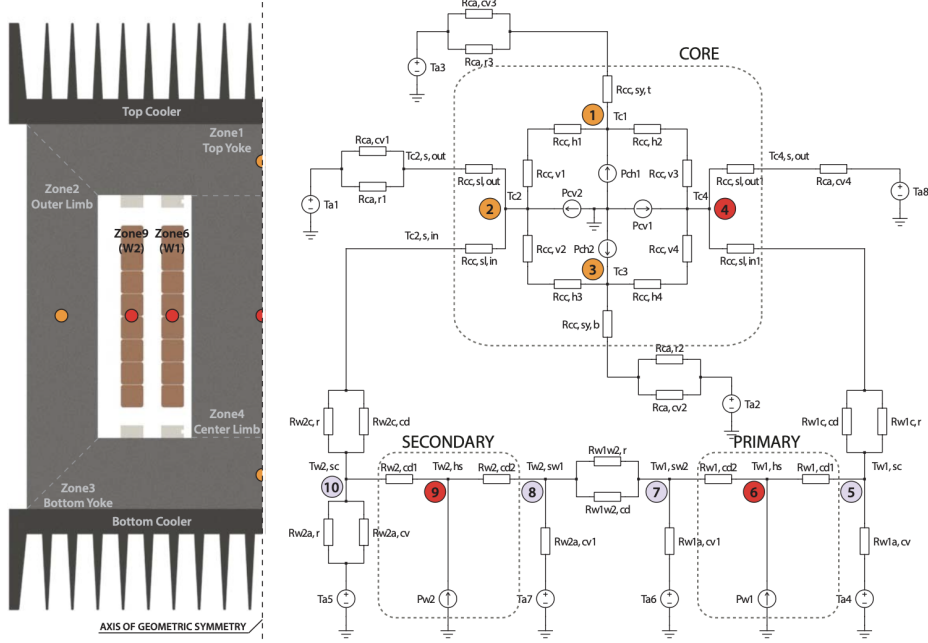 Top Cooler
Zone1
Top Yoke
Zone2
Outer Limb
Zone9
(W2)
Zone6
(W1)
Zone4
Center Limb
Zone3
Bottom Yoke
Bottom Cooler
AXIS OF GEOMETRIC SYMMETRY
Rca, cv3
Rca, r3
Ta3
CORE
Rcc, sy, t
1
Tc1
Rcc, h1
Rcc, h2
Rca, cv1
Rca, r1
Ta1
Tc2, s, out
Rcc, sl, out
Rcc, v1
Pch1
Rcc, v3
Tc4, s, out
Rcc, sl, out1
Rca, cv4
Ta8
Tc2
2
Pcv2
Pcv1
Tc4
4
Tc2, s, in
Rcc, sl, in
Rcc, v2
Pch2
3
Tc3
Rcc, v4
Rcc, sl, in1
Rcc, h3
Rcc, h4
Rcc, sy, b
Rca, r2
Rca, cv2
Ta2
Rw2c, r
Rw2c, cd
Rw1c, cd
Rw1c, r
SECONDARY
PRIMARY
Tw2, sc
10
Rw2, cd1
Tw2, hs
9
Rw2, cd2
Tw2, sw1
8
Rw1w2, r
Rw1w2, cd
Tw1, sw2
7
Rw1, cd2
Tw1, hs
6
Rw1, cd1
Tw1, sc
5
Rw2a, r
Rw2a, cv
Rw2a, cv1
Rw1a, cv1
Rw1a, cv
Ta5
Pw2
Ta7
Ta6
Pw1
Ta4